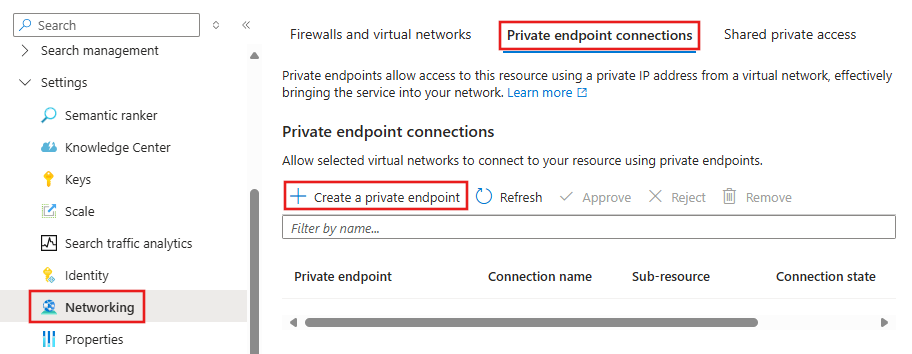 Search
Search management
Settings
Semantic ranker
Knowledge Center
Keys
Scale
Search traffic analytics
Identity
Networking
Properties
Firewalls and virtual networks
Private endpoint connections
Shared private access
Private endpoints allow access to this resource using a private IP address from a virtual network, effectively
bringing the service into your network. Learn more
Private endpoint connections
Allow selected virtual networks to connect to your resource using private endpoints.
Create a private endpoint
Refresh
Approve
Reject
Remove
Filter by name...
Private endpoint
Connection name
Sub-resource
Connection state